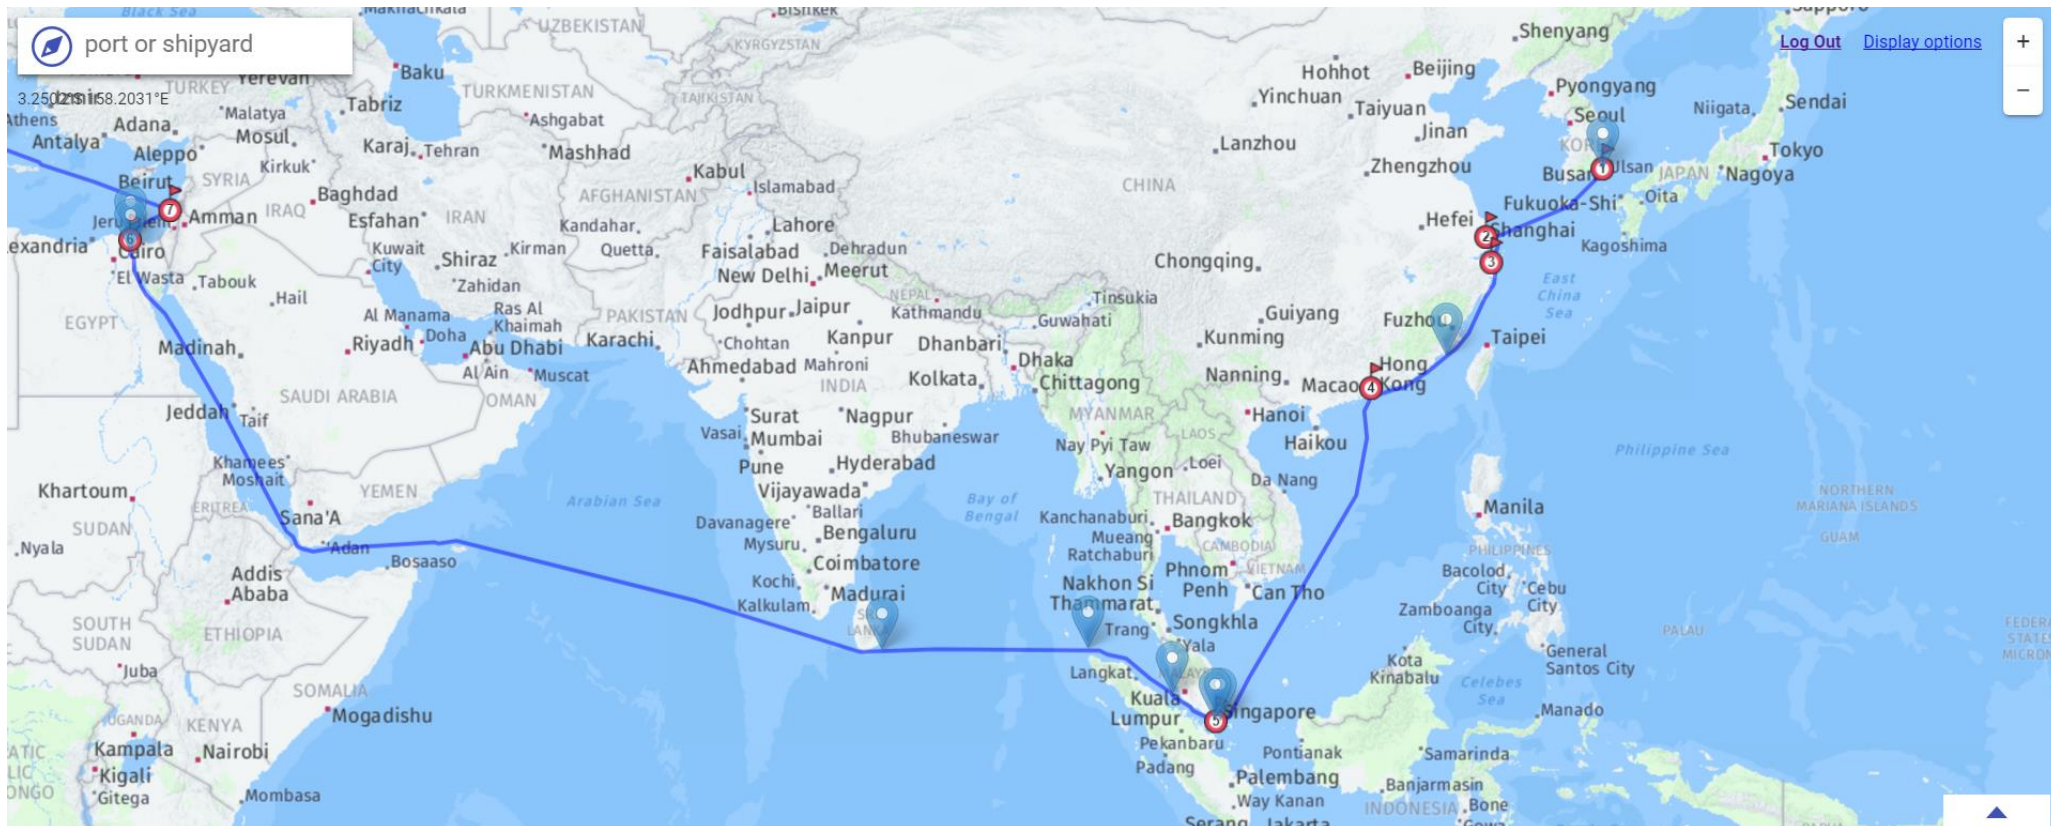 Black Sea
Makhachkala
UZBEKISTAN
Bishkek
KYRGYZSTAN
Sapporo
Shenyang
port or shipyard
Log Out
Display options
+
−
Hohhot
Beijing
Pyongyang
Yerevan
Baku
TURKEY
TURKMENISTAN
TAJIKISTAN
Yinchuan
Taiyuan
Seoul
Niigata
Sendai
Athens
Malatya
Tabriz
Ashgabat
Adana
Antalya
Mosul
Karaj
Tehran
Mashhad
Lanzhou
Jinan
Zhengzhou
Tokyo
Aleppo
Kirkuk
Kabul
Islamabad
CHINA
Busan
Ulsan
JAPAN
Nagoya
Beirut
SYRIA
Baghdad
AFGHANISTAN
Fukuoka-Shi
Oita
IRAQ
Esfahan
IRAN
Kandahar
Lahore
Hefei
Shanghai
Kagoshima
7
Amman
1
2
3
6
Cairo
Kuwait
City
Shiraz
Kirman
Quetta
Faisalabad
Dehradun
New Delhi
Meerut
Chongqing
El Wasta
Tabouk
Zahidan
East
China
Sea
Hail
EGYPT
Al Manama
Ras Al
Khaimah
PAKISTAN
Jodhpur
Jaipur
NEPAL
Kathmandu
Tinsukia
Guwahati
Guiyang
Madinah
Riyadh
Doha
Abu Dhabi
Karachi
Chohtan
Kanpur
Dhanbari
Kunming
Taipei
Al Ain
Muscat
Ahmedabad
Mahroni
Dhaka
Nanning
Hong
Kong
Macao
4
SAUDI ARABIA
OMAN
INDIA
Kolkata
Chittagong
Jeddah
Taif
Surat
Nagpur
MYANMAR
Hanoi
Vasai
Mumbai
Bhubaneswar
Nay Pyi Taw
LAOS
Haikou
Philippine Sea
Khamees
Moshait
Pune
Hyderabad
Yangon
Loei
Khartoum
YEMEN
ERITREA
Arabian Sea
Vijayawada
Bay of
Bengal
THAILAND
Da Nang
NORTHERN
MARIANA ISLANDS
Sana'A
Ballari
Davanagere
Kanchanaburi
Bangkok
Manila
SUDAN
Nyala
'Adan
Bosaaso
Mysuru
Bengaluru
Mueang
Ratchaburi
CAMBODIA
VIETNAM
PHILIPPINES
GUAM
Addis
Ababa
Coimbatore
Kochi
Madurai
Kalkulam
Nakhon Si
Thammarat
Phnom
Penh
Can Tho
Bacolod
City
Cebu
City
SOUTH
SUDAN
ETHIOPIA
Trang
Songkhla
Yala
Zamboanga
City
PALAU
Juba
Langkat
Kota
Kinabalu
General
Santos City
SOMALIA
Mogadishu
Kuala
Lumpur
5
Singapore
Celebes
Sea
Manado
UGANDA
KENYA
Kampala
Nairobi
Pekanbaru
Pontianak
Samarinda
Kigali
Gitega
Mombasa
Padang
Palembang
Banjarmasin
Way Kanan
INDONESIA
Bone
Serang
Jakarta